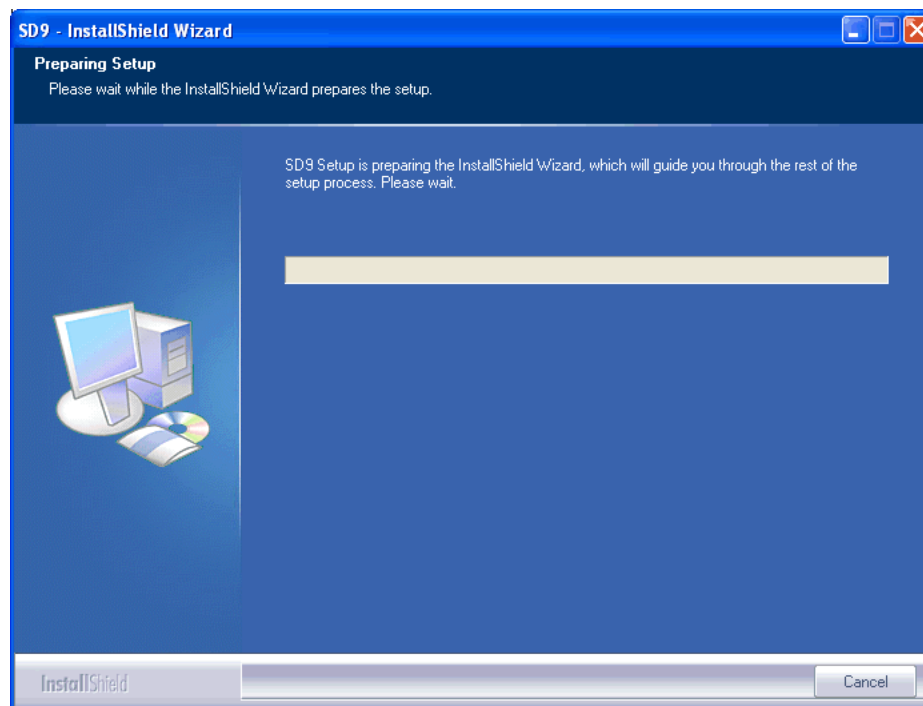 SD9 - InstallShield Wizard
Preparing Setup
Please wait while the InstallShield Wizard prepares the setup.
SD9 Setup is preparing the InstallShield Wizard, which will guide you through the rest of the
setup process. Please wait.
InstallShield
Cancel